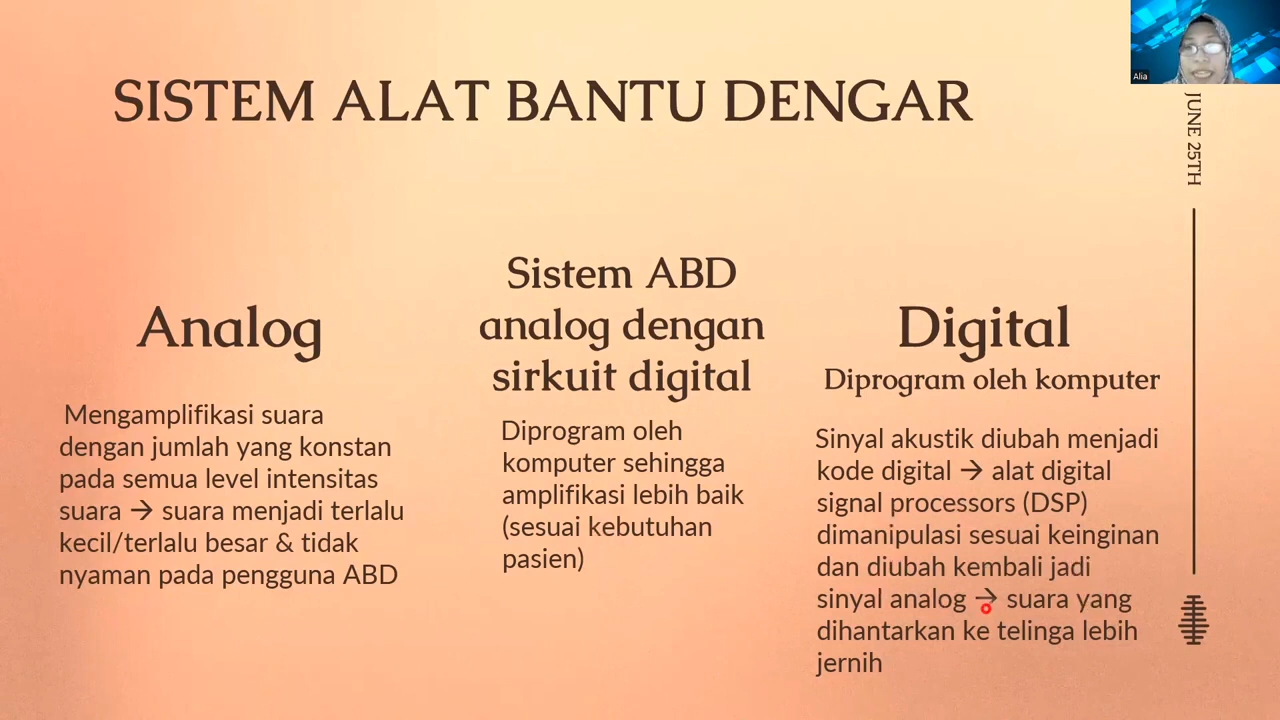 SISTEM ALAT BANTU DENGAR
Alia
JUNE 25TH
Analog
Mengamplifikasi suara
dengan jumlah yang konstan
pada semua level intensitas
suara → suara menjadi terlalu
kecil/terlalu besar & tidak
nyaman pada pengguna ABD
Sistem ABD
analog dengan
sirkuit digital
Diprogram oleh
komputer sehingga
amplifikasi lebih baik
(sesuai kebutuhan
pasien)
Digital
Diprogram oleh komputer
Sinyal akustik diubah menjadi
kode digital → alat digital
signal processors (DSP)
dimanipulasi sesuai keinginan
dan diubah kembali jadi
sinyal analog → suara yang
dihantarkan ke telinga lebih
jernih